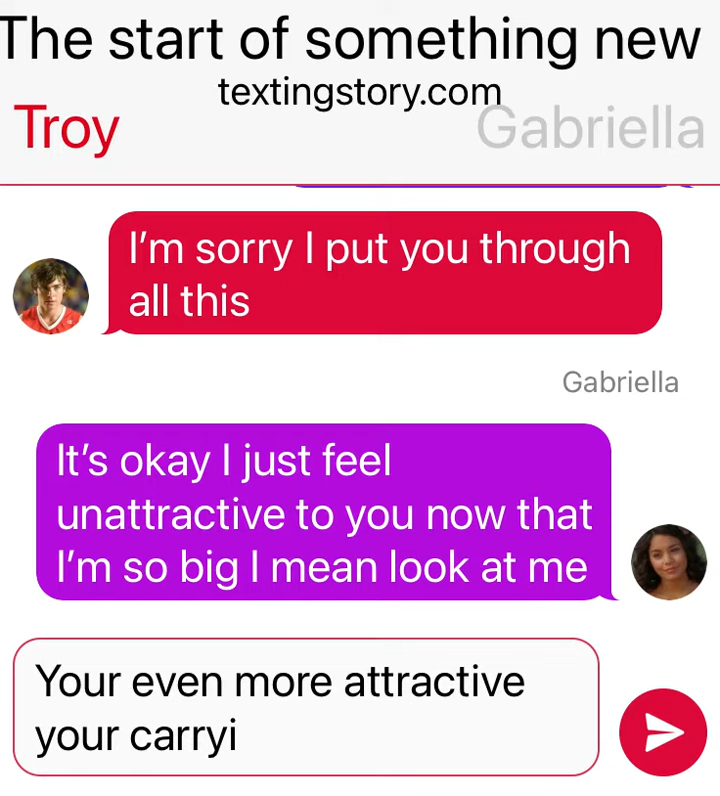 The start of something new
textingstory.com
Troy
Gabriella
I'm sorry I put you through
all this
Gabriella
It's okay I just feel
unattractive to you now that
I'm so big I mean look at me
Your even more attractive
your carryi